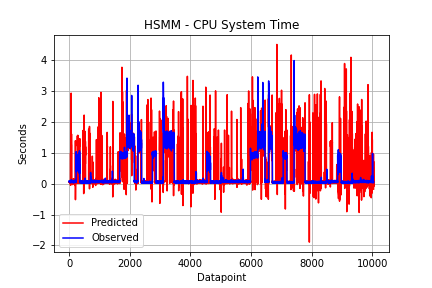 HSMM - CPU System Time
Seconds
4
3
2
1
0
−1
−2
Predicted
Observed
0 2000 4000 6000 8000 10000
Datapoint